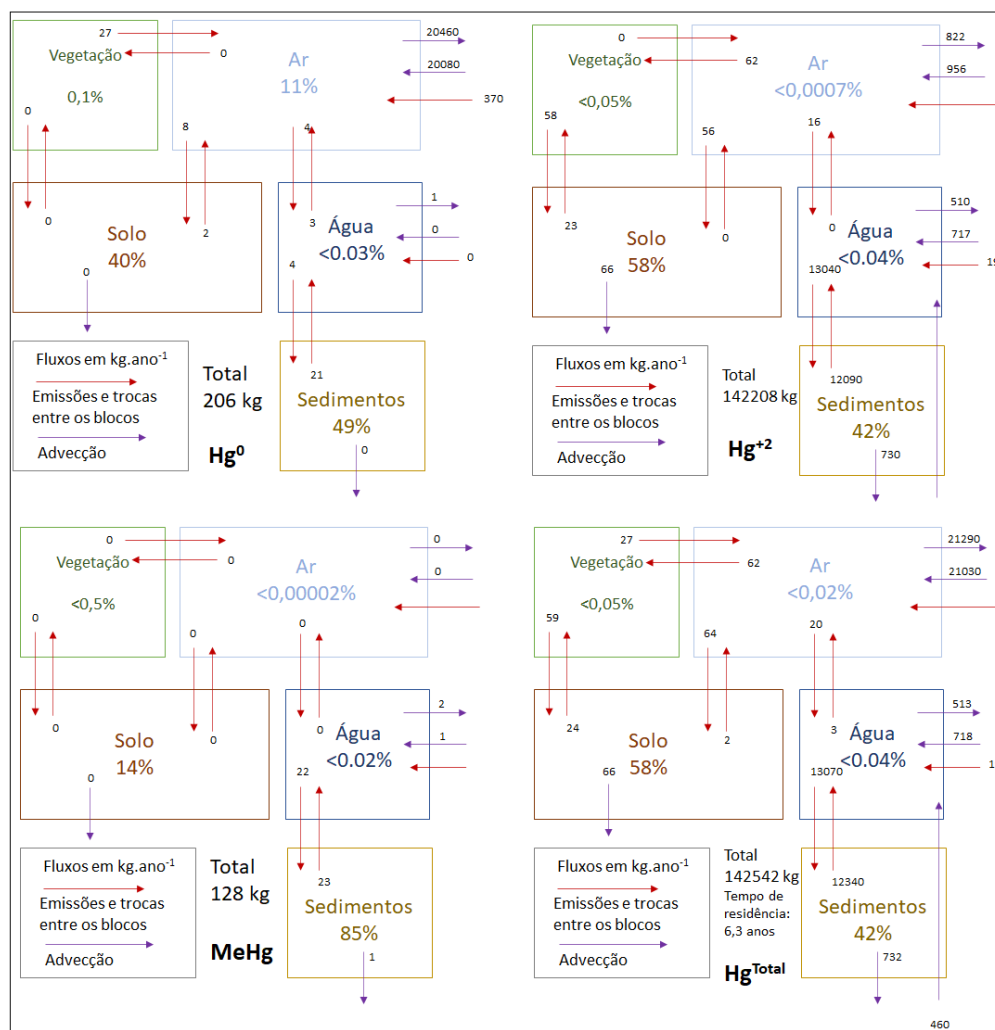 27
0
Vegetação
0,1%
Ar
11%
20460
20080
370
0
8
4
0
2
3
Solo
40%
0
Água
<0.03%
1
0
0
4
21
Sedimentos
49%
0
Fluxos em kg.ano⁻¹
Emissões e trocas
entre os blocos
Advecção
Total
206 kg
Hg⁰
0
62
Vegetação
<0,05%
Ar
<0,0007%
822
956
58
56
16
23
0
0
Solo
58%
66
Água
<0.04%
510
717
19
13040
12090
Sedimentos
42%
730
Fluxos em kg.ano⁻¹
Emissões e trocas
entre os blocos
Advecção
Total
142208 kg
Hg⁺²
0
0
Vegetação
<0,5%
Ar
<0,00002%
0
0
0
0
0
0
0
0
Solo
14%
0
Água
<0.02%
2
1
22
23
Sedimentos
85%
1
Fluxos em kg.ano⁻¹
Emissões e trocas
entre os blocos
Advecção
Total
128 kg
MeHg
27
62
Vegetação
<0,05%
Ar
<0,02%
21290
21030
59
64
20
24
2
3
Solo
58%
66
Água
<0.04%
513
718
13070
12340
Sedimentos
42%
732
460
Fluxos em kg.ano⁻¹
Emissões e trocas
entre os blocos
Advecção
Total
142542 kg
Tempo de
residência:
6,3 anos
Hg^Total